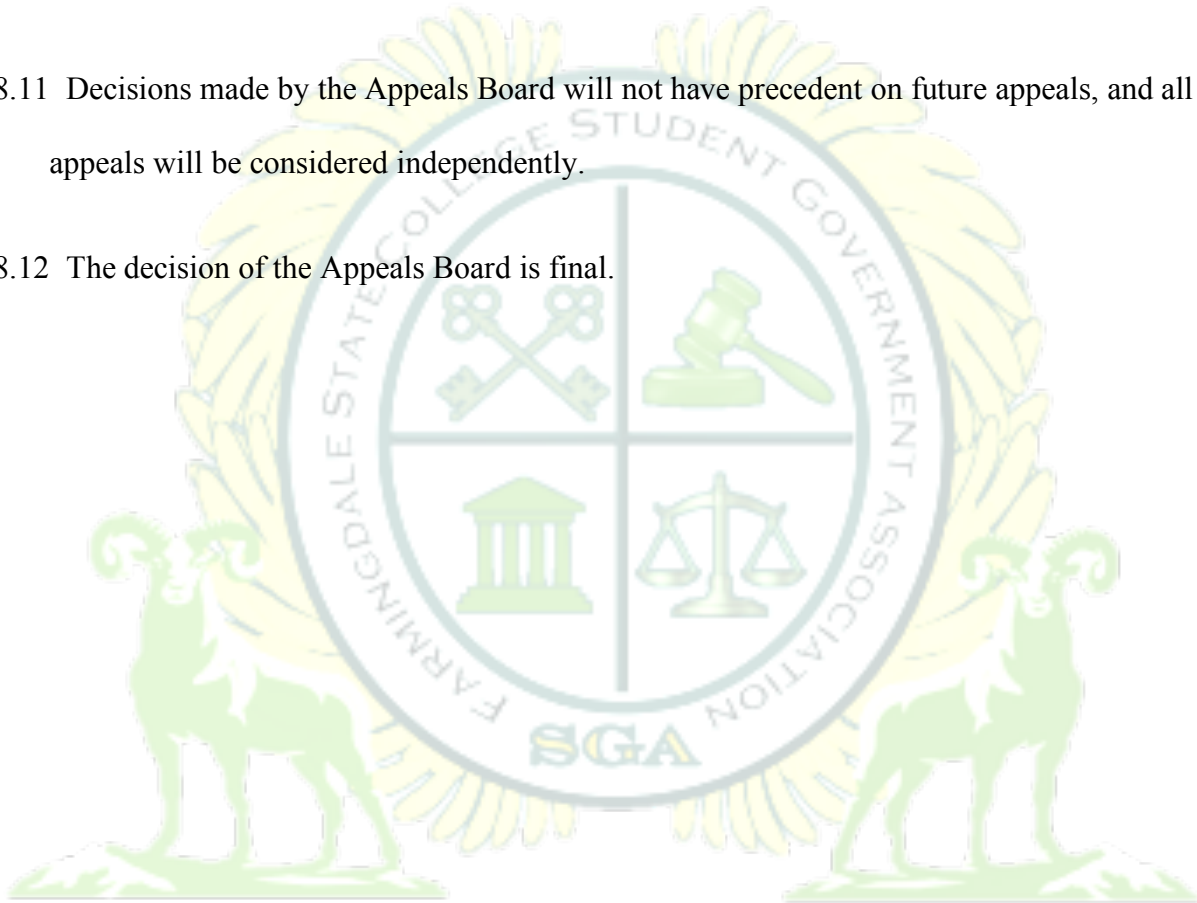 8.11 Decisions made by the Appeals Board will not have precedent on future appeals, and all
appeals will be considered independently.
8.12 The decision of the Appeals Board is final.
FARMINGDALE STATE COLLEGE STUDENT GOVERNMENT ASSOCIATION
SGA